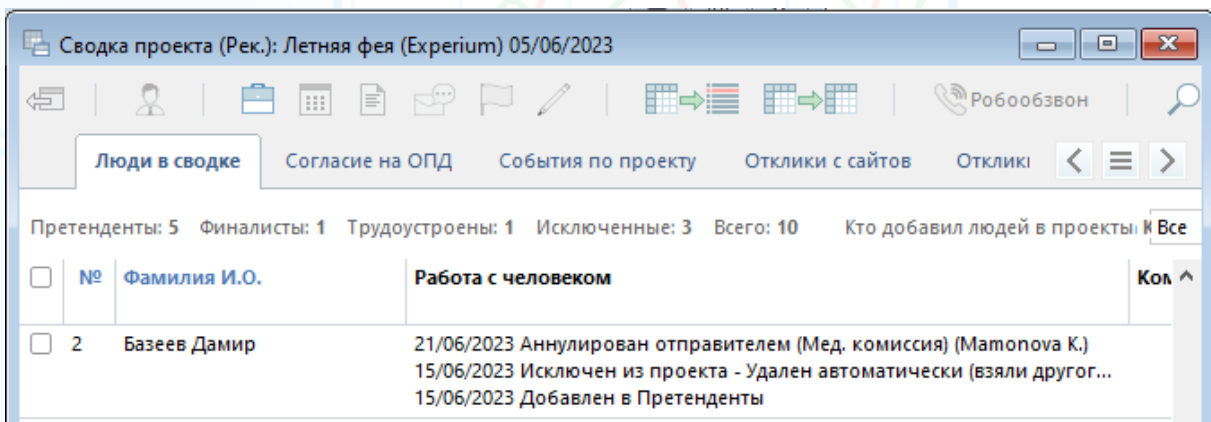 Сводка проекта (Рек.): Летняя фея (Experium) 05/06/2023
Робообзвон
Люди в сводке Согласие на ОПД События по проекту Отклики с сайтов
Претенденты: 5 Финалисты: 1 Трудоустроены: 1 Исключенные: 3 Всего: 10 Кто добавил людей в проекты Все
№ Фамилия И.О. Работа с человеком
2 Базеев Дамир 21/06/2023 Аннулирован отправителем (Мед. комиссия) (Mamonova K.)
15/06/2023 Исключен из проекта - Удален автоматически (взяли другог...
15/06/2023 Добавлен в Претенденты